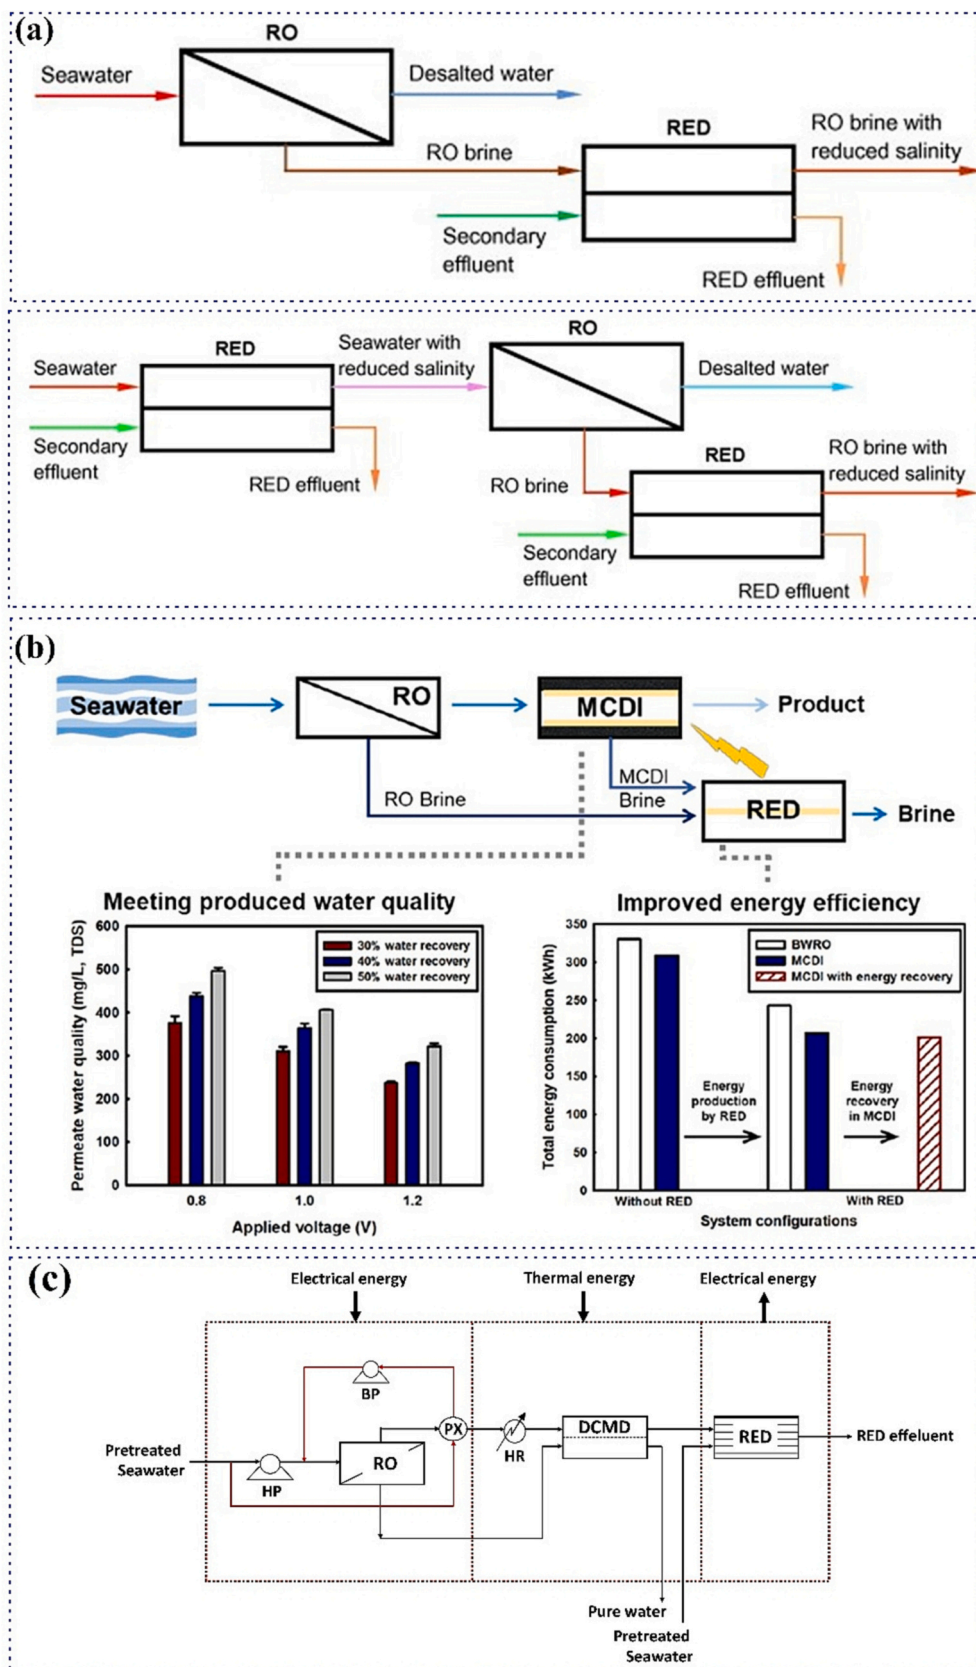 (a)
RO
Seawater
Desalted water
RED
RO brine
RO brine with
reduced salinity
Secondary
effluent
RED effluent
RED
Seawater
Seawater with
reduced salinity
RO
Desalted water
Secondary
effluent
RED effluent
RED
RO brine
RO brine with
reduced salinity
Secondary
effluent
RED effluent
(b)
Seawater
RO
MCDI
Product
RO Brine
MCDI
Brine
RED
Brine
Meeting produced water quality
Permeate water quality (mg/L, TDS)
600
500
400
300
200
100
0
30% water recovery
40% water recovery
50% water recovery
0.8
1.0
1.2
Applied voltage (V)
Improved energy efficiency
Total energy consumption (kWh)
350
300
250
200
150
100
50
0
BWRO
MCDI
MCDI with energy recovery
Energy
production
by RED
Energy
recovery
in MCDI
Without RED
With RED
System configurations
(c)
Electrical energy
Thermal energy
Electrical energy
BP
PX
Pretreated
Seawater
HP
RO
HR
DCMD
RED
RED effeluent
Pure water
Pretreated
Seawater